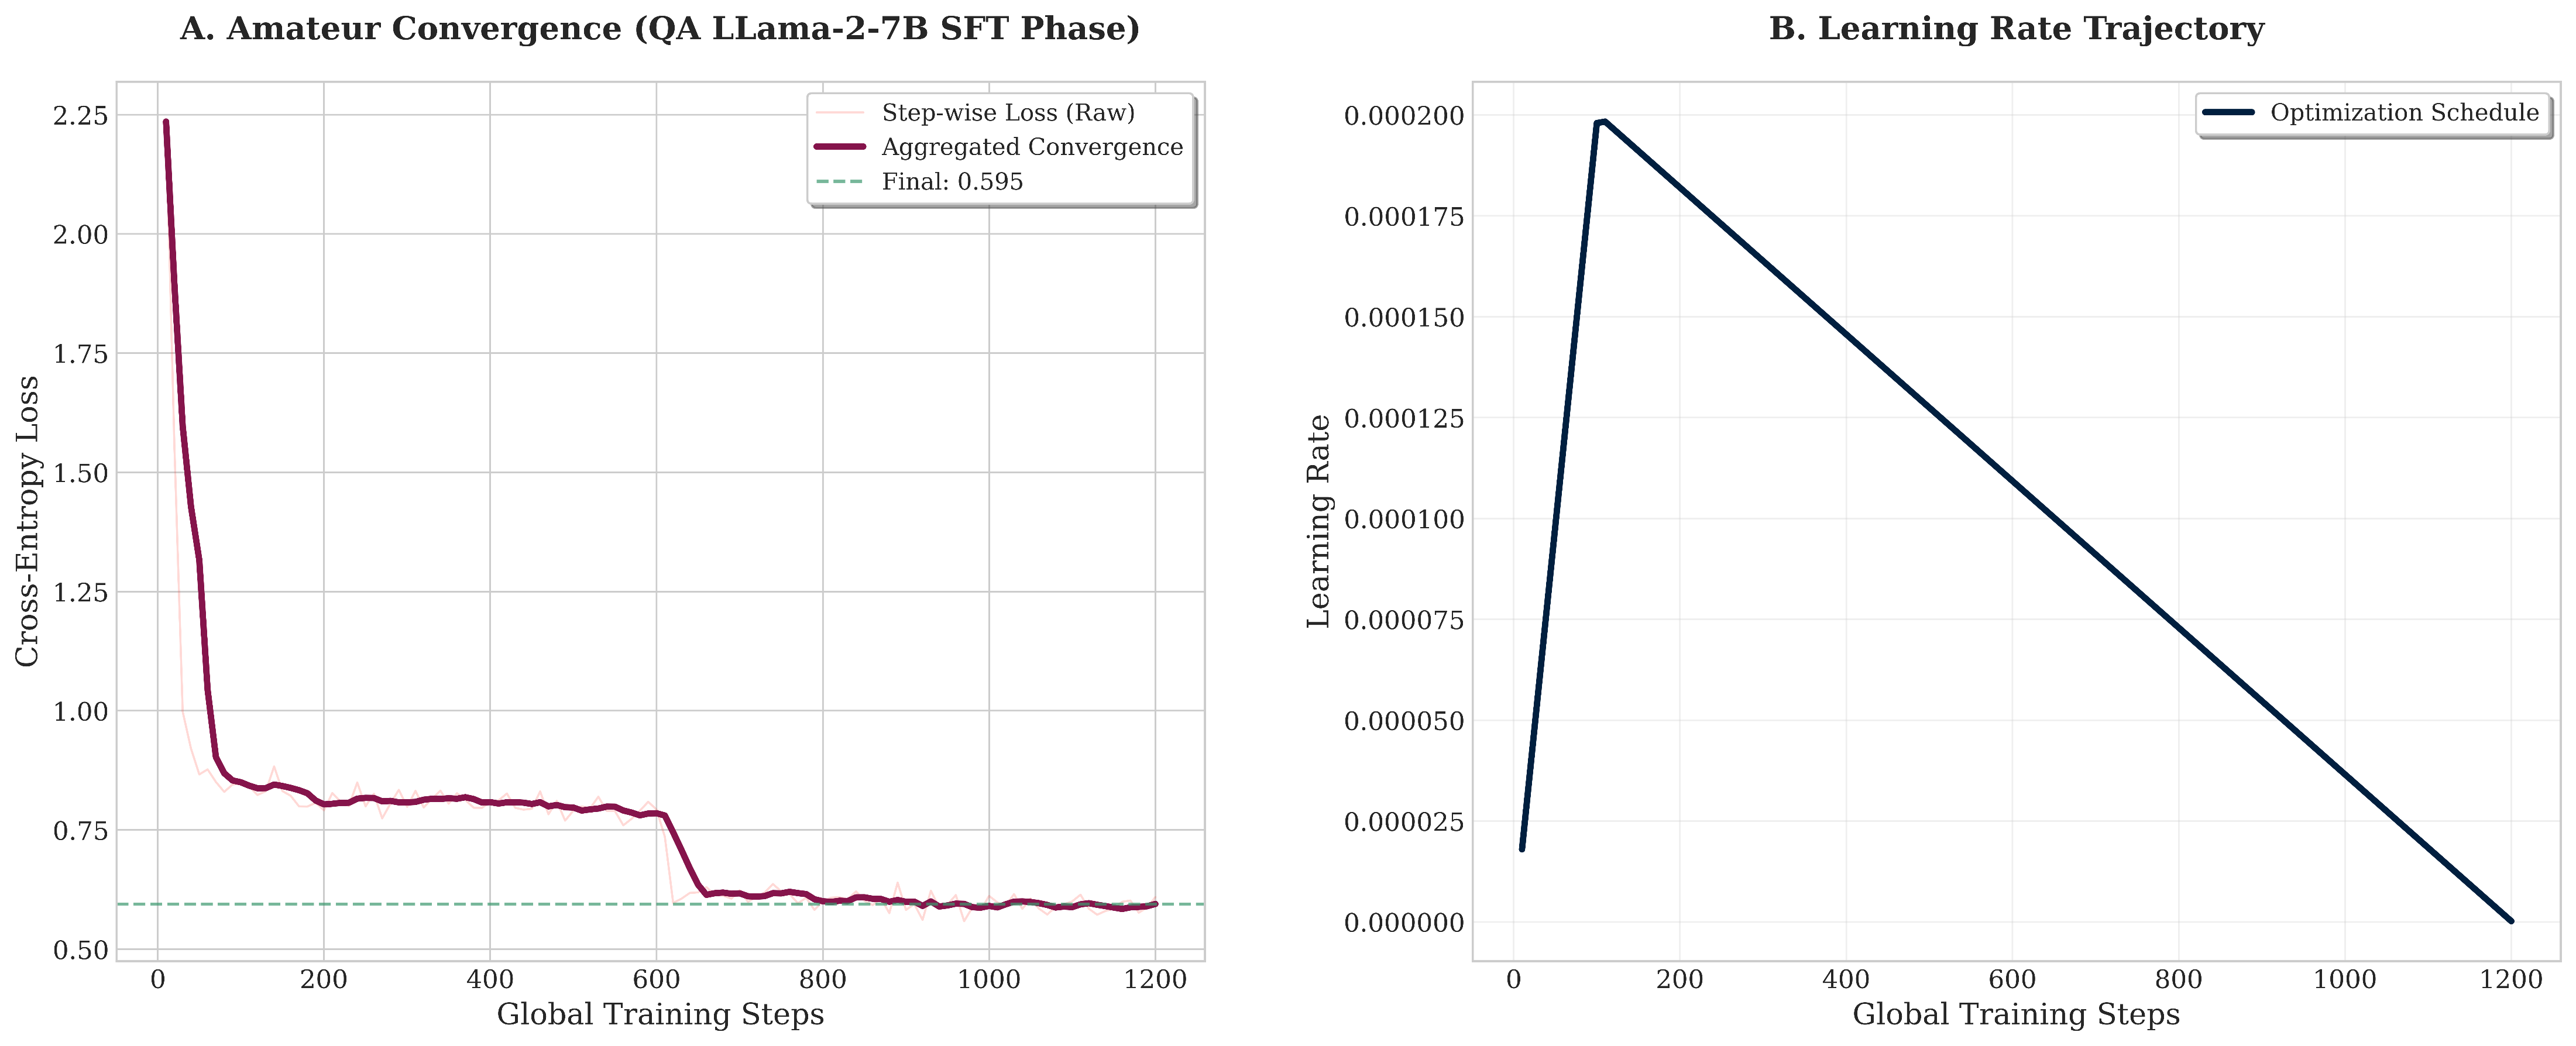 A. Amateur Convergence (QA LLama-2-7B SFT Phase)
Cross-Entropy Loss
2.25
2.00
1.75
1.50
1.25
1.00
0.75
0.50
Step-wise Loss (Raw)
Aggregated Convergence
Final: 0.595
0 200 400 600 800 1000 1200
Global Training Steps
B. Learning Rate Trajectory
Learning Rate
0.000200
0.000175
0.000150
0.000125
0.000100
0.000075
0.000050
0.000025
0.000000
Optimization Schedule
0 200 400 600 800 1000 1200
Global Training Steps